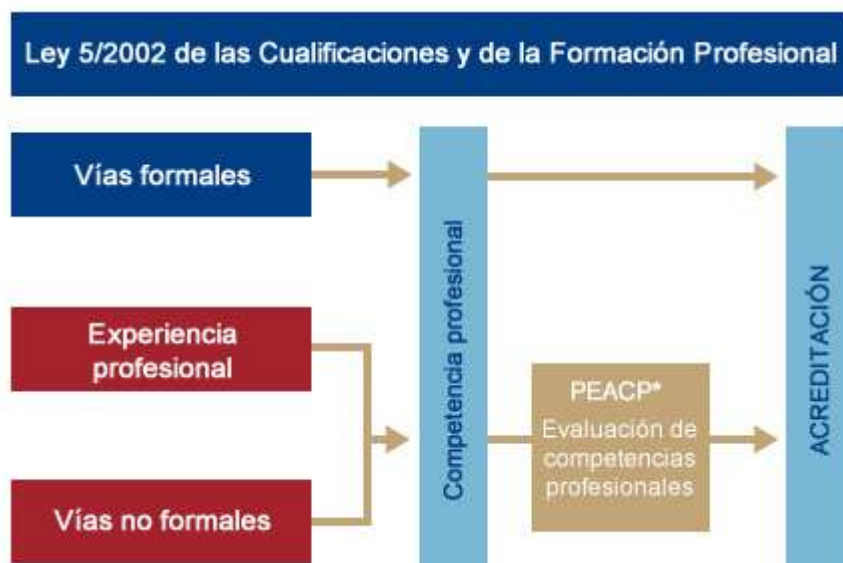 Ley 5/2002 de las Cualificaciones y de la Formación Profesional
Vías formales
Experiencia
profesional
Vías no formales
Competencia profesional
PEACP*
Evaluación de
competencias
profesionales
ACREDITACIÓN